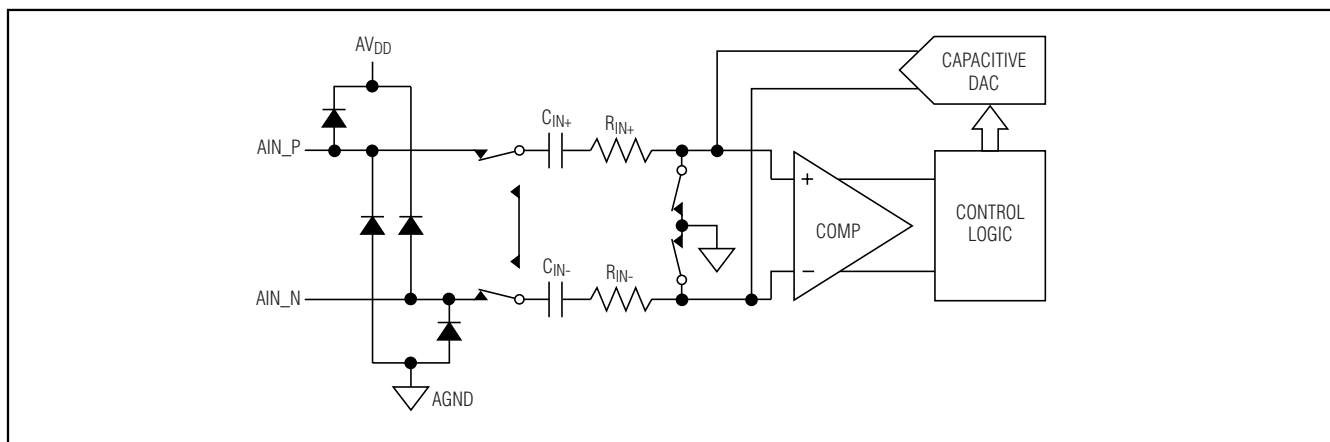 AVDD
CAPACITIVE
DAC
CIN+
RIN+
AIN_P
+
COMP
−
CONTROL
LOGIC
CIN-
RIN-
AIN_N
AGND